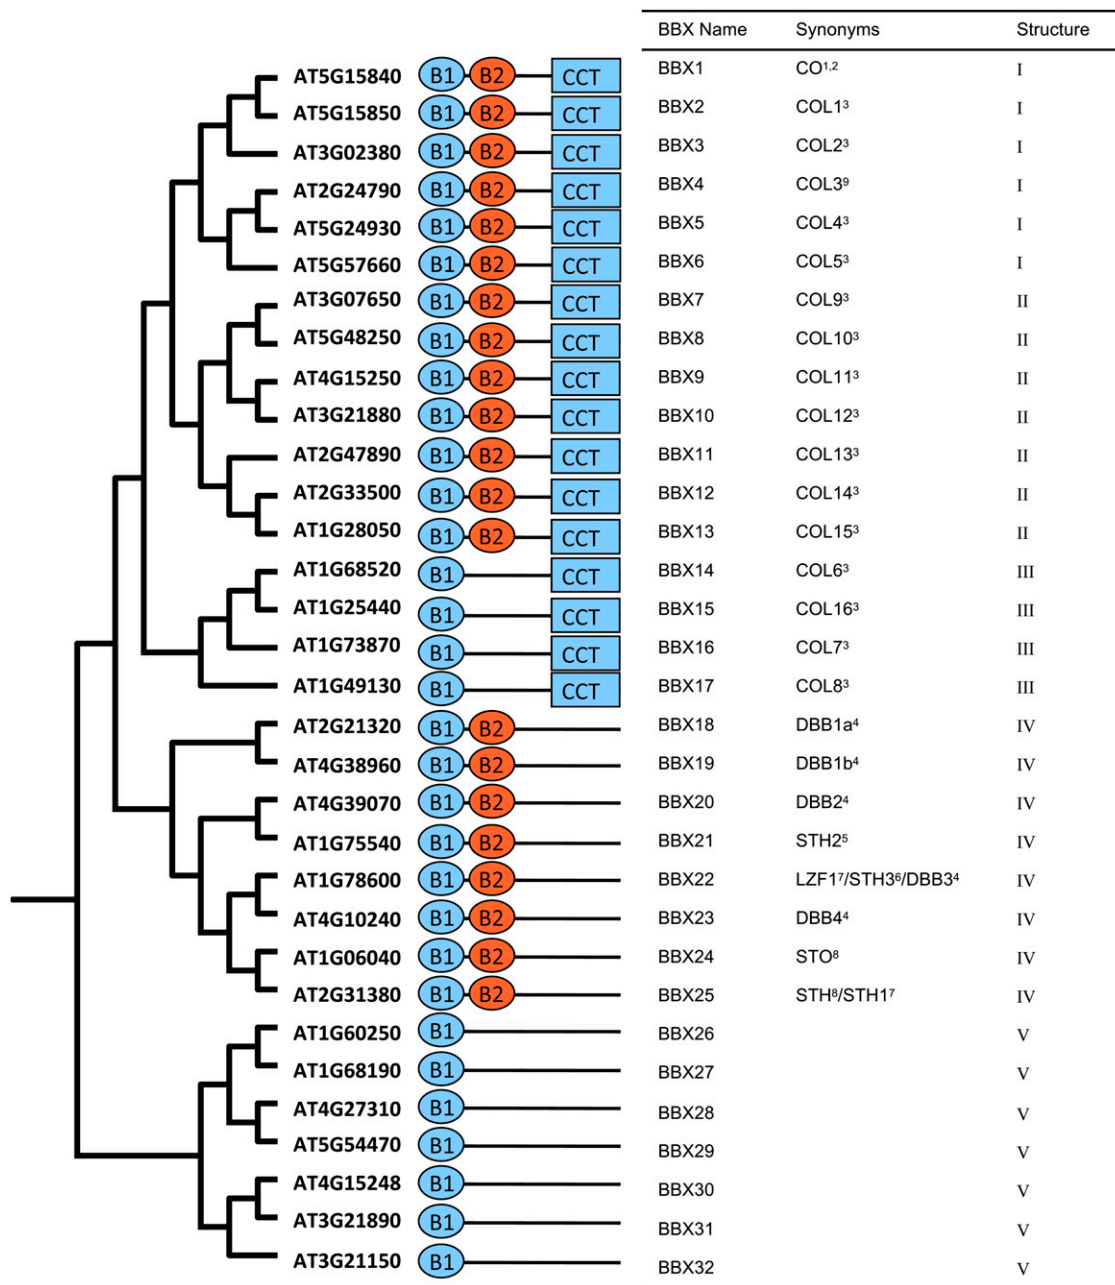 BBX Name Synonyms Structure
AT5G15840 B1 B2 CCT BBX1 CO1,2 I
AT5G15850 B1 B2 CCT BBX2 COL1³ I
AT3G02380 B1 B2 CCT BBX3 COL2³ I
AT2G24790 B1 B2 CCT BBX4 COL3⁹ I
AT5G24930 B1 B2 CCT BBX5 COL4³ I
AT5G57660 B1 B2 CCT BBX6 COL5³ I
AT3G07650 B1 B2 CCT BBX7 COL9³ II
AT5G48250 B1 B2 CCT BBX8 COL10³ II
AT4G15250 B1 B2 CCT BBX9 COL11³ II
AT3G21880 B1 B2 CCT BBX10 COL12³ II
AT2G47890 B1 B2 CCT BBX11 COL13³ II
AT2G33500 B1 B2 CCT BBX12 COL14³ II
AT1G28050 B1 B2 CCT BBX13 COL15³ II
AT1G68520 B1 CCT BBX14 COL6³ III
AT1G25440 B1 CCT BBX15 COL16³ III
AT1G73870 B1 CCT BBX16 COL7³ III
AT1G49130 B1 CCT BBX17 COL8³ III
AT2G21320 B1 B2 BBX18 DBB1a⁴ IV
AT4G38960 B1 B2 BBX19 DBB1b⁴ IV
AT4G39070 B1 B2 BBX20 DBB2⁴ IV
AT1G75540 B1 B2 BBX21 STH2⁵ IV
AT1G78600 B1 B2 BBX22 LZF1⁷/STH3⁶/DBB3⁴ IV
AT4G10240 B1 B2 BBX23 DBB4⁴ IV
AT1G06040 B1 B2 BBX24 STO⁸ IV
AT2G31380 B1 B2 BBX25 STH⁸/STH1⁷ IV
AT1G60250 B1 BBX26 V
AT1G68190 B1 BBX27 V
AT4G27310 B1 BBX28 V
AT5G54470 B1 BBX29 V
AT4G15248 B1 BBX30 V
AT3G21890 B1 BBX31 V
AT3G21150 B1 BBX32 V